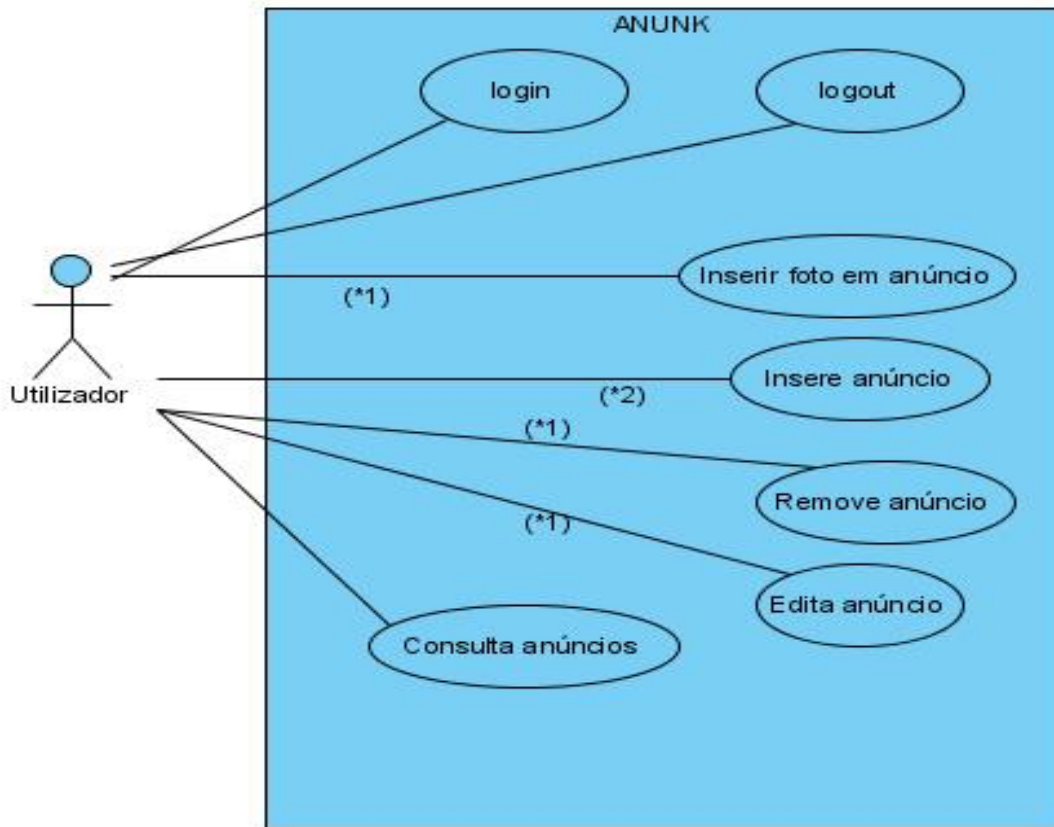 ANUNK
login
logout
Inserir foto em anúncio
(*1)
Insere anúncio
Utilizador
(*2)
(*1)
Remove anúncio
(*1)
Edita anúncio
Consulta anúncios